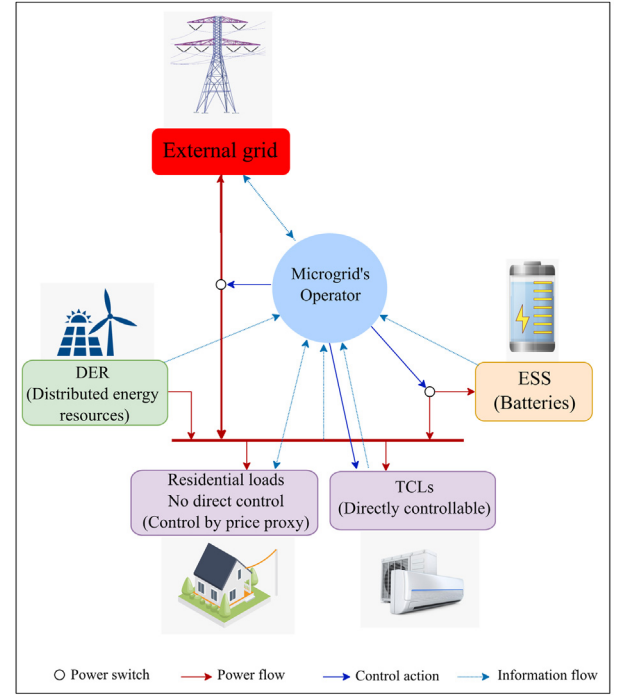 External grid
Microgrid's
Operator
DER
(Distributed energy
resources)
ESS
(Batteries)
Residential loads
No direct control
(Control by price proxy)
TCLs
(Directly controllable)
Power switch
Power flow
Control action
Information flow